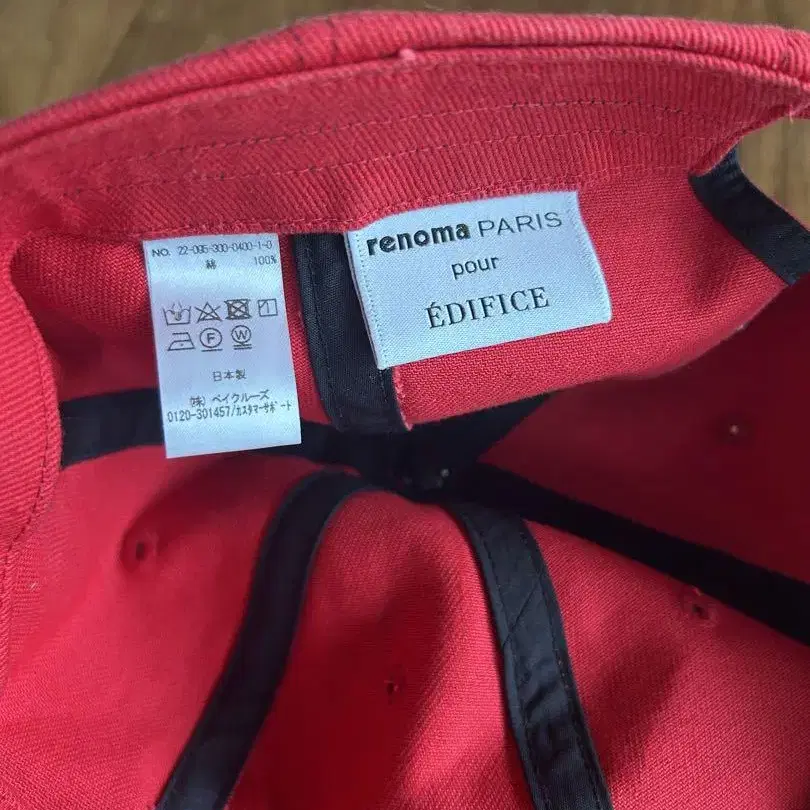 NO. 22-095-300-0400-1-0
綿 100%
F W
日本製
(株) ベイクルーズ
0120-301457/カスタマーサポート
renoma PARIS
pour
ÉDIFICE